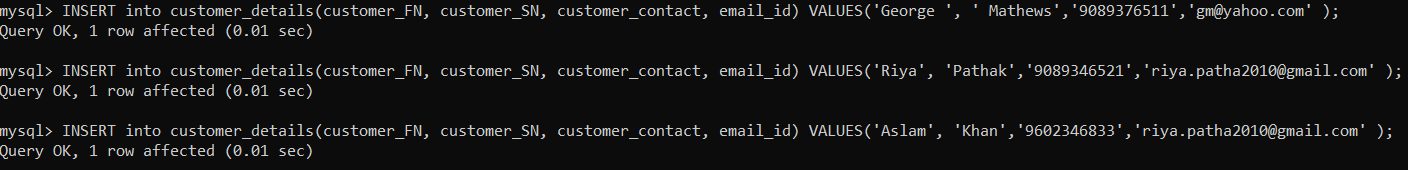 mysql> INSERT into customer_details(customer_FN, customer_SN, customer_contact, email_id) VALUES('George ', ' Mathews','9089376511','gm@yahoo.com' );
Query OK, 1 row affected (0.01 sec)
mysql> INSERT into customer_details(customer_FN, customer_SN, customer_contact, email_id) VALUES('Riya', 'Pathak','9089346521','riya.patha2010@gmail.com' );
Query OK, 1 row affected (0.01 sec)
mysql> INSERT into customer_details(customer_FN, customer_SN, customer_contact, email_id) VALUES('Aslam', 'Khan','9602346833','riya.patha2010@gmail.com' );
Query OK, 1 row affected (0.01 sec)